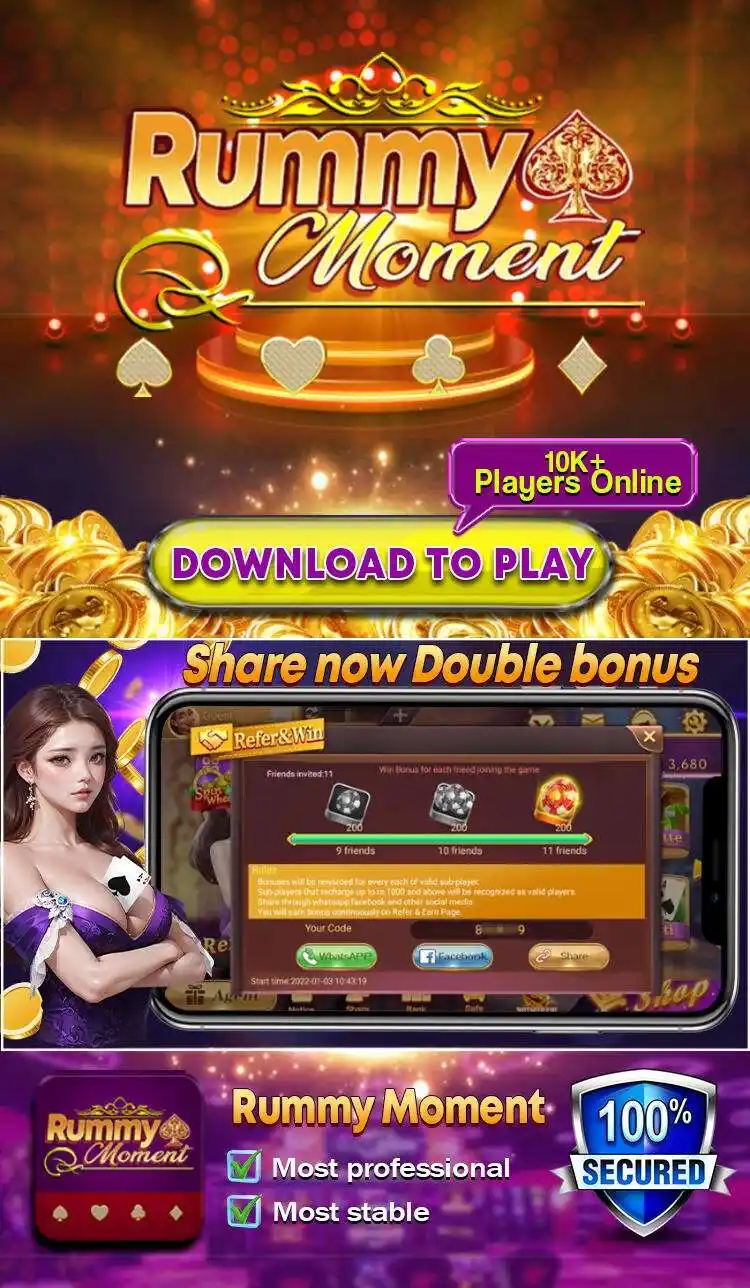 Rummy
Moment
10K+
Players Online
DOWNLOAD TO PLAY
Share now Double bonus
Guest
Refer&Win
Friends invited:11
Win Bonus for each friend joining the game
3,680
200
200
200
9 friends
10 friends
11 friends
Rules
Bonuses will be rewarded for every each of valid sub-player.
Sub-players that recharge up to 1000 and above will be recognized as valid players.
Share through whatsapp facebook and other social media
You will earn bonus continuously on Refer & Earn Page.
Your Code
8
9
WhatsAPP
Facebook
Share
Start time:2022-01-03 10:43:19
Agent
Shop
Rummy
Moment
Rummy Moment
Most professional
Most stable
100%
SECURED